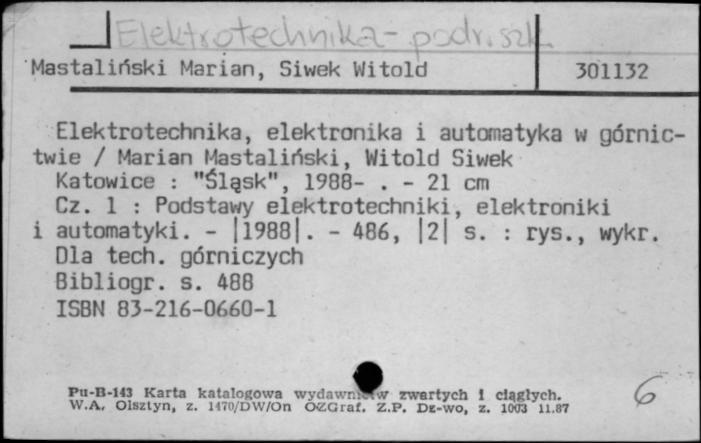 Elektrotechnika - podr. szk.
Mastaliński Marian, Siwek Witold
301132
Elektrotechnika, elektronika i automatyka w górnic-
twie / Marian Mastaliński, Witold Siwek
Katowice : "Śląsk", 1988- . - 21 cm
Cz. 1 : Podstawy elektrotechniki, elektroniki
i automatyki. - |1988|. - 486, |2| s. : rys., wykr.
Dla tech. górniczych
Bibliogr. s. 488
ISBN 83-216-0660-1
Pu-B-143 Karta katalogowa wydawnictw zwartych i ciągłych.
W.A. Olsztyn, z. 1470/DW/On OZGraf. Z.P. Dz-wo, z. 1003 11.87
6